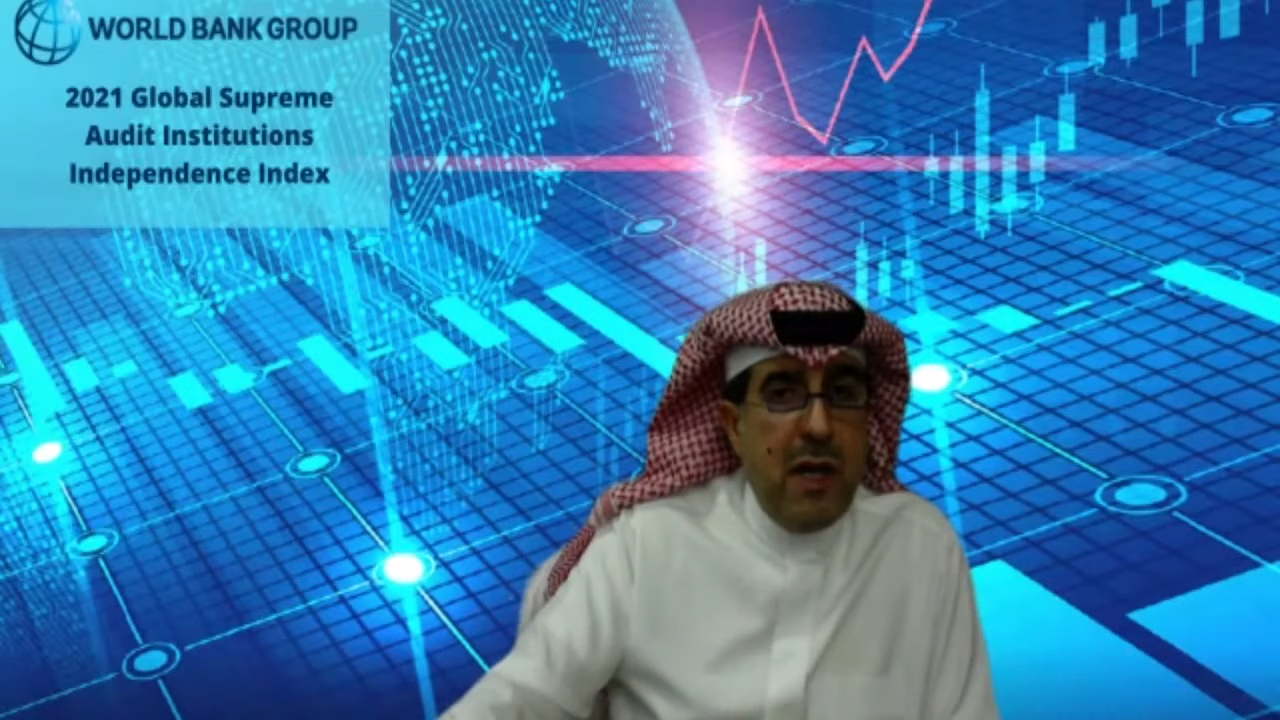 WORLD BANK GROUP
2021 Global Supreme
Audit Institutions
Independence Index